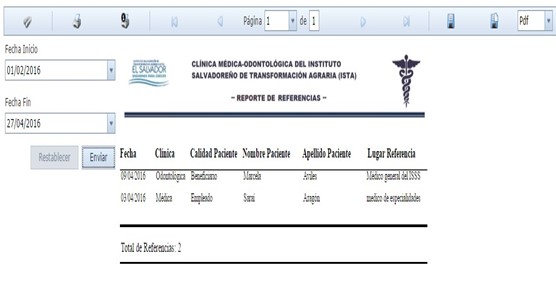 Página 1 de 1 Pdf
Fecha Inicio
01/02/2016
Fecha Fin
27/04/2016
Restablecer Enviar
EL SALVADOR
CLÍNICA MÉDICA-ODONTOLÓGICA DEL INSTITUTO
SALVADOREÑO DE TRANSFORMACIÓN AGRARIA (ISTA)
– REPORTE DE REFERENCIAS –
Fecha Clinica Calidad Paciente Nombre Paciente Apellido Paciente Lugar Referencia
09/04/2016 Odontologica Beneficiario Marcela Aviles Medico general del ISSS
03/04/2016 Médica Empleado Sarai Aragón medico de especialidades
Total de Referencias: 2